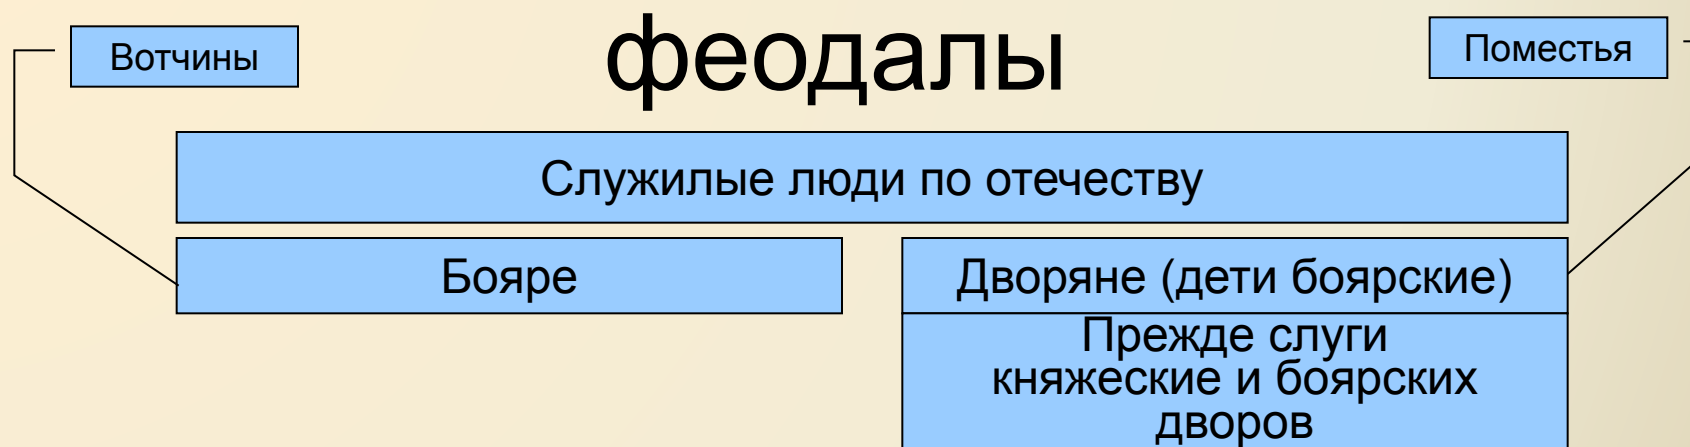 Вотчины
феодалы
Поместья
Служилые люди по отечеству
Бояре
Дворяне (дети боярские)
Прежде слуги
княжеские и боярских
дворов